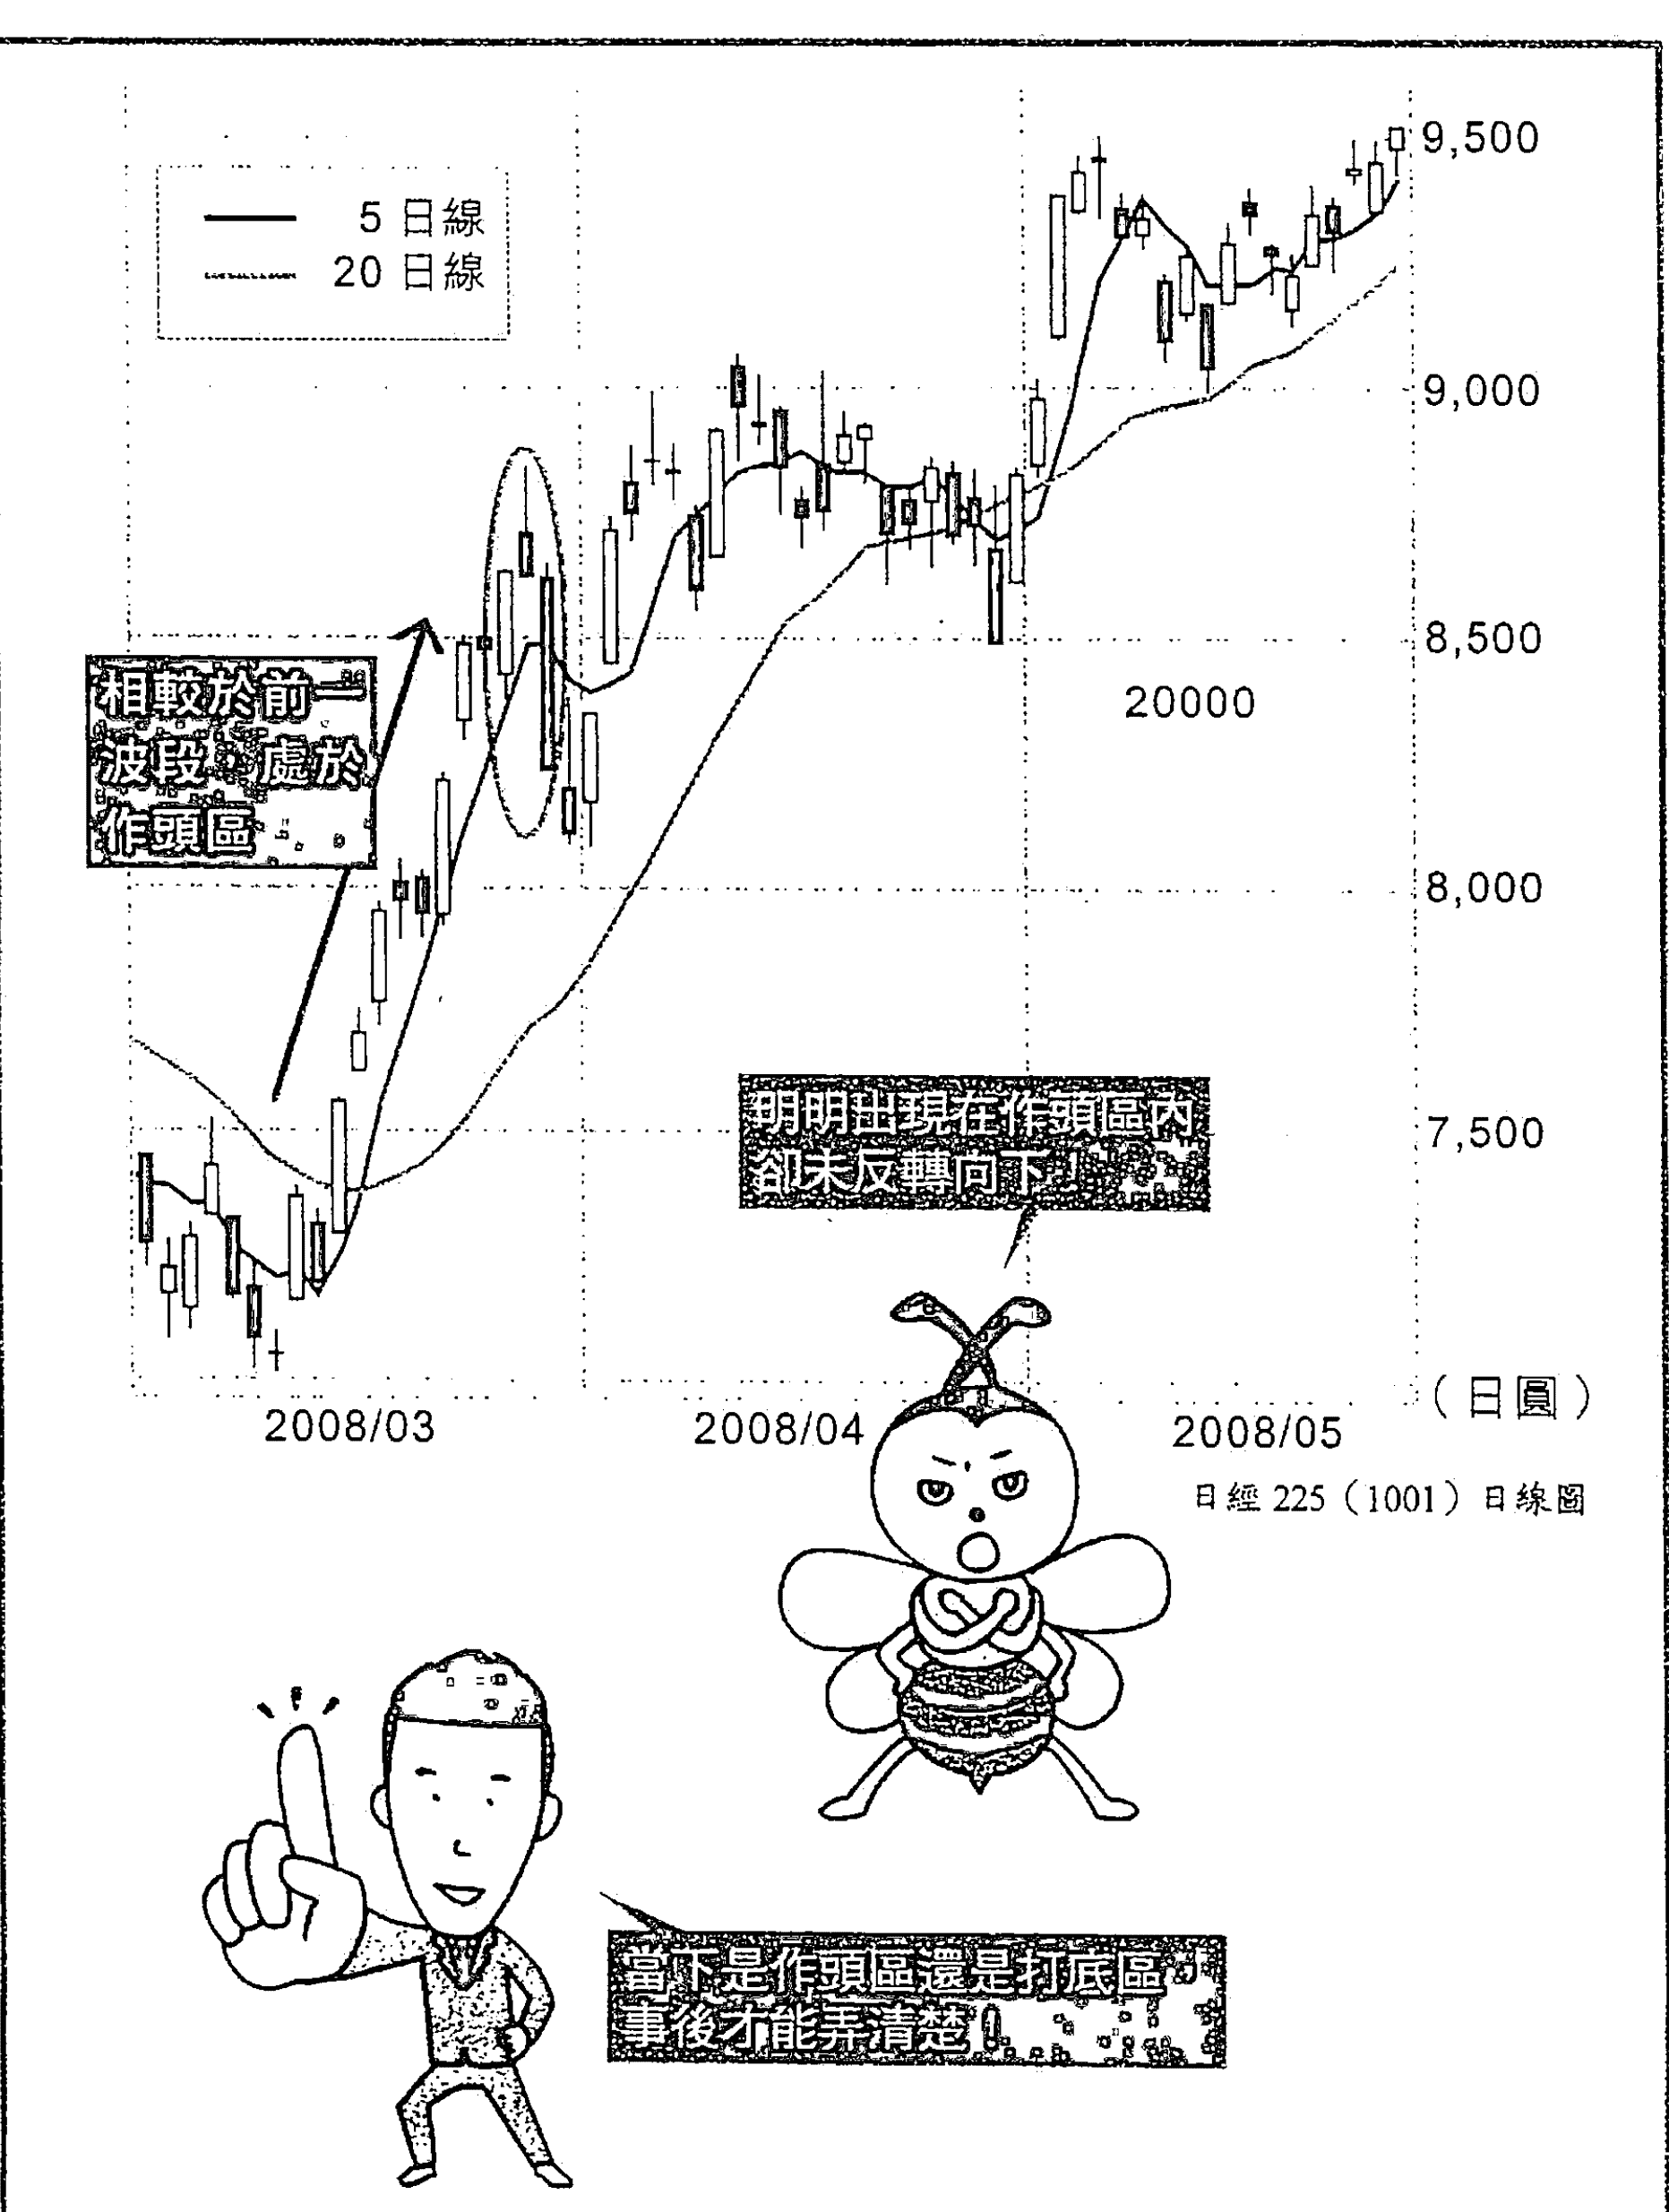 9,500
5 日線
20 日線
9,000
8,500
相較於前一
波段，處於
作頭區
20000
8,000
明明出現在作頭區內
卻未反轉向下！
7,500
（日圓）
2008/03
2008/04
2008/05
日經 225（1001）日線圖
當下是作頭區還是打底區，
事後才能弄清楚！